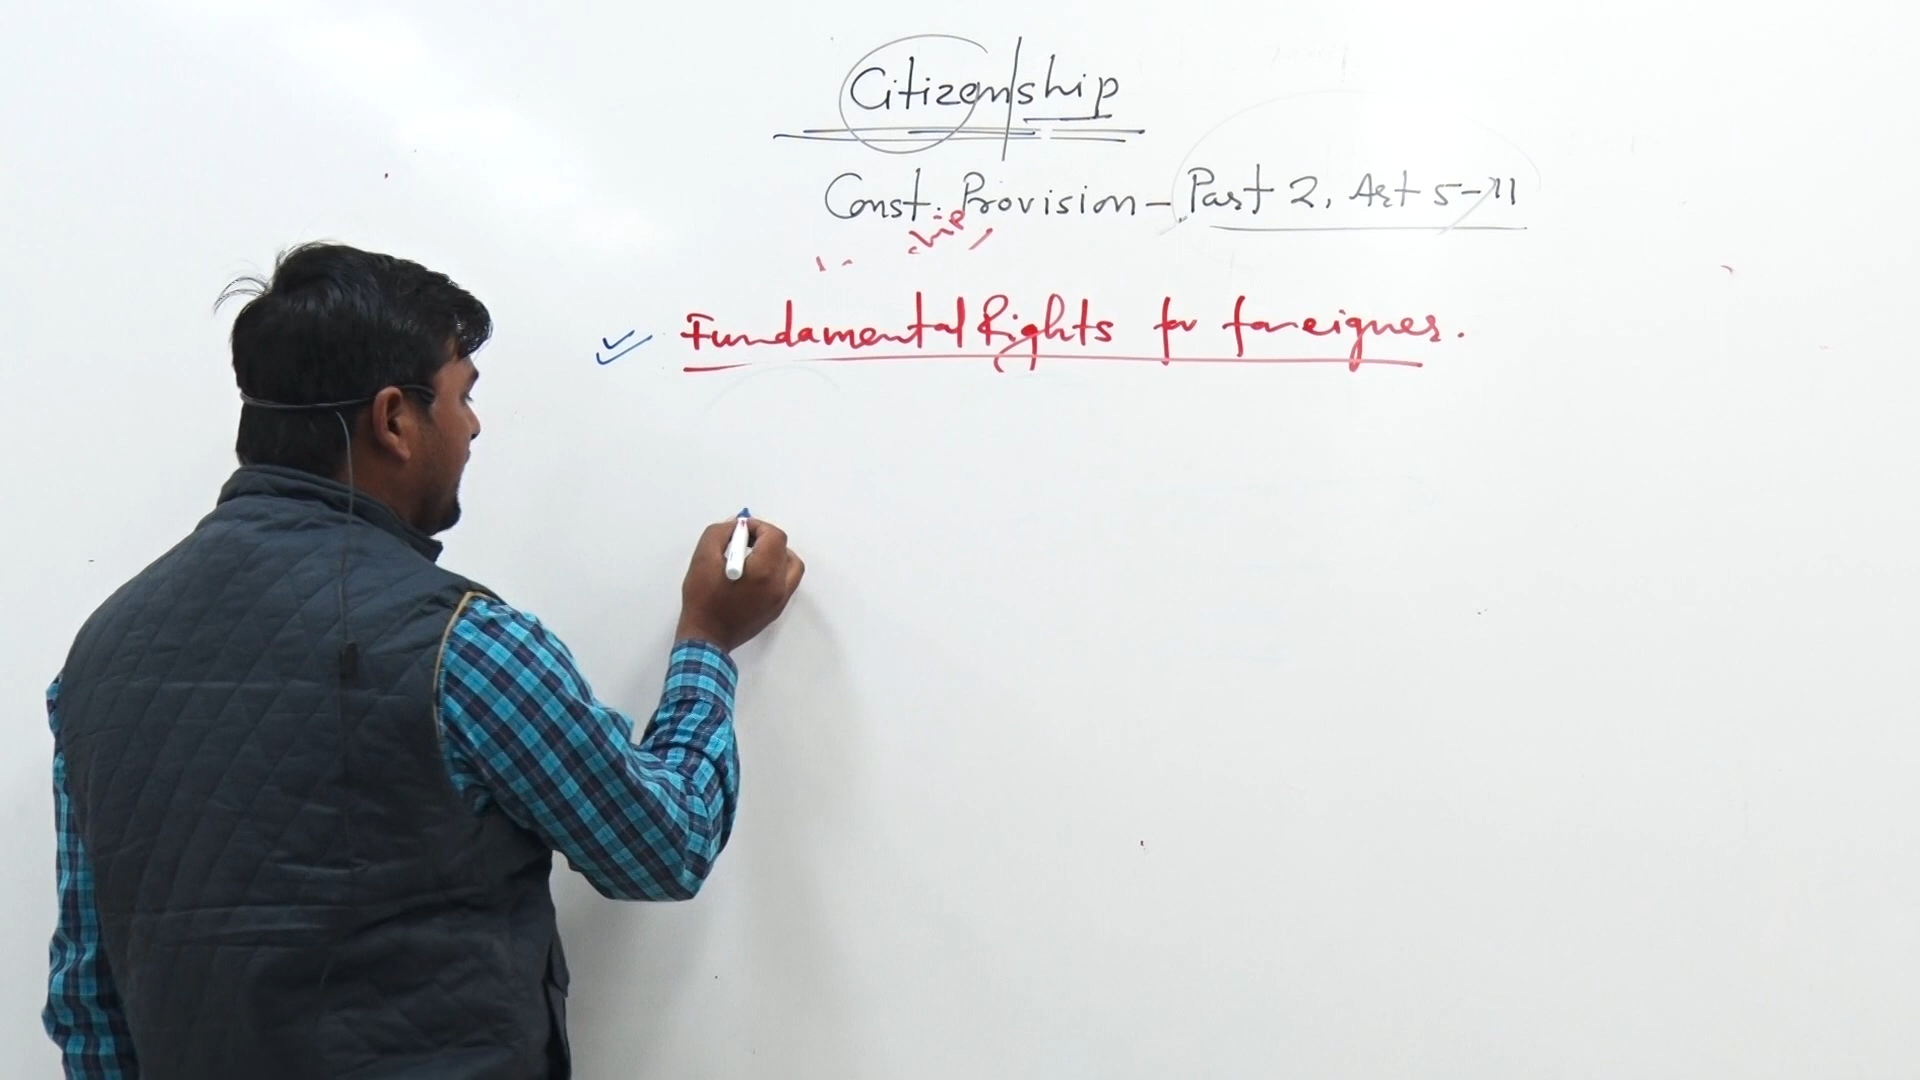 Citizenship
Const. Provision - Part 2, Art 5-11
Fundamental Rights for foreigner.